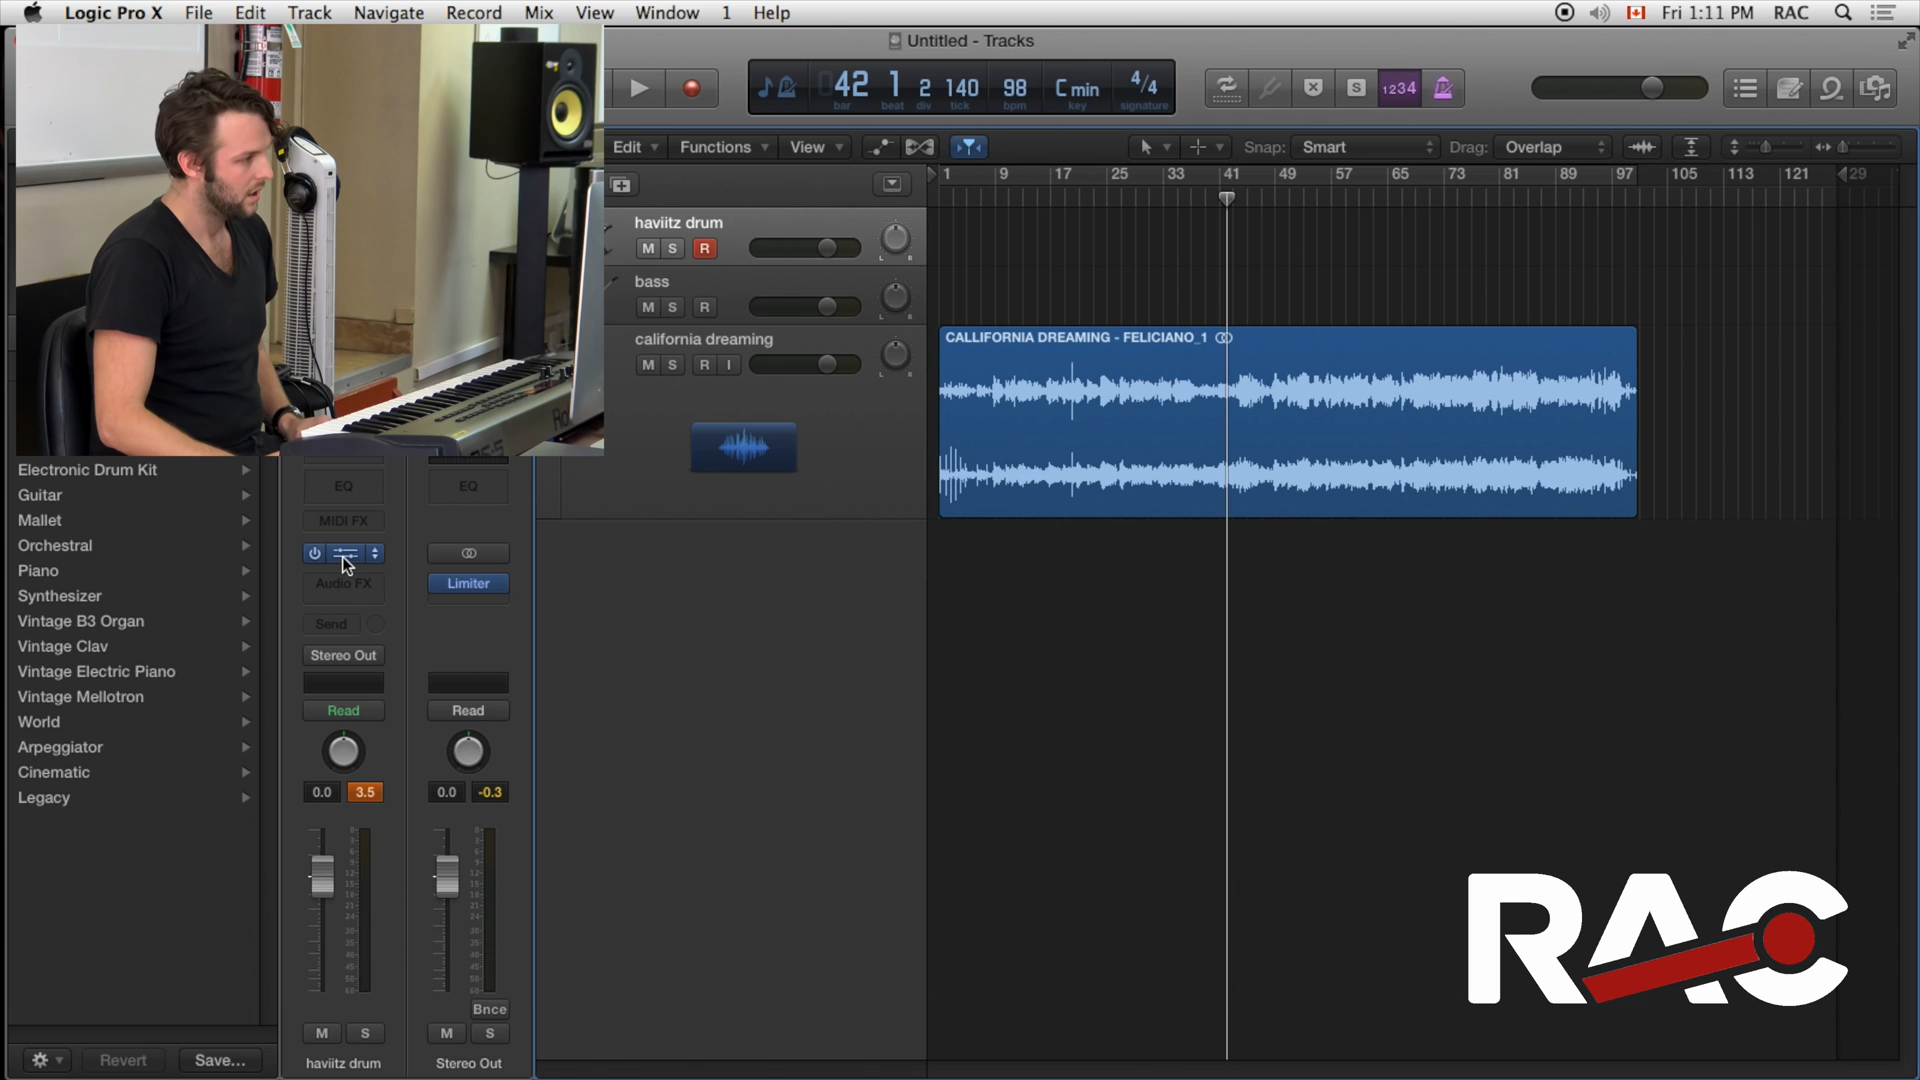 Logic Pro X File Edit Track Navigate Record Mix View Window 1 Help
Fri 1:11 PM RAC
Untitled - Tracks
42 1 2 140 98 C min 4/4
bar beat div tick bpm key signature
S 1234
Edit Functions View
Snap: Smart Drag: Overlap
1 9 17 25 33 41 49 57 65 73 81 89 97 105 113 121 29
haviitz drum
M S R
L R
bass
M S R
L R
california dreaming
M S R I
L R
CALLIFORNIA DREAMING - FELICIANO_1
Electronic Drum Kit
Guitar
Mallet
Orchestral
Piano
Synthesizer
Vintage B3 Organ
Vintage Clav
Vintage Electric Piano
Vintage Mellotron
World
Arpeggiator
Cinematic
Legacy
Revert Save...
EQ
MIDI FX
Audio FX
Send
Stereo Out
Read
0.0 3.5
M S
haviitz drum
EQ
Limiter
Read
0.0 -0.3
Bnce
M S
Stereo Out
RAC